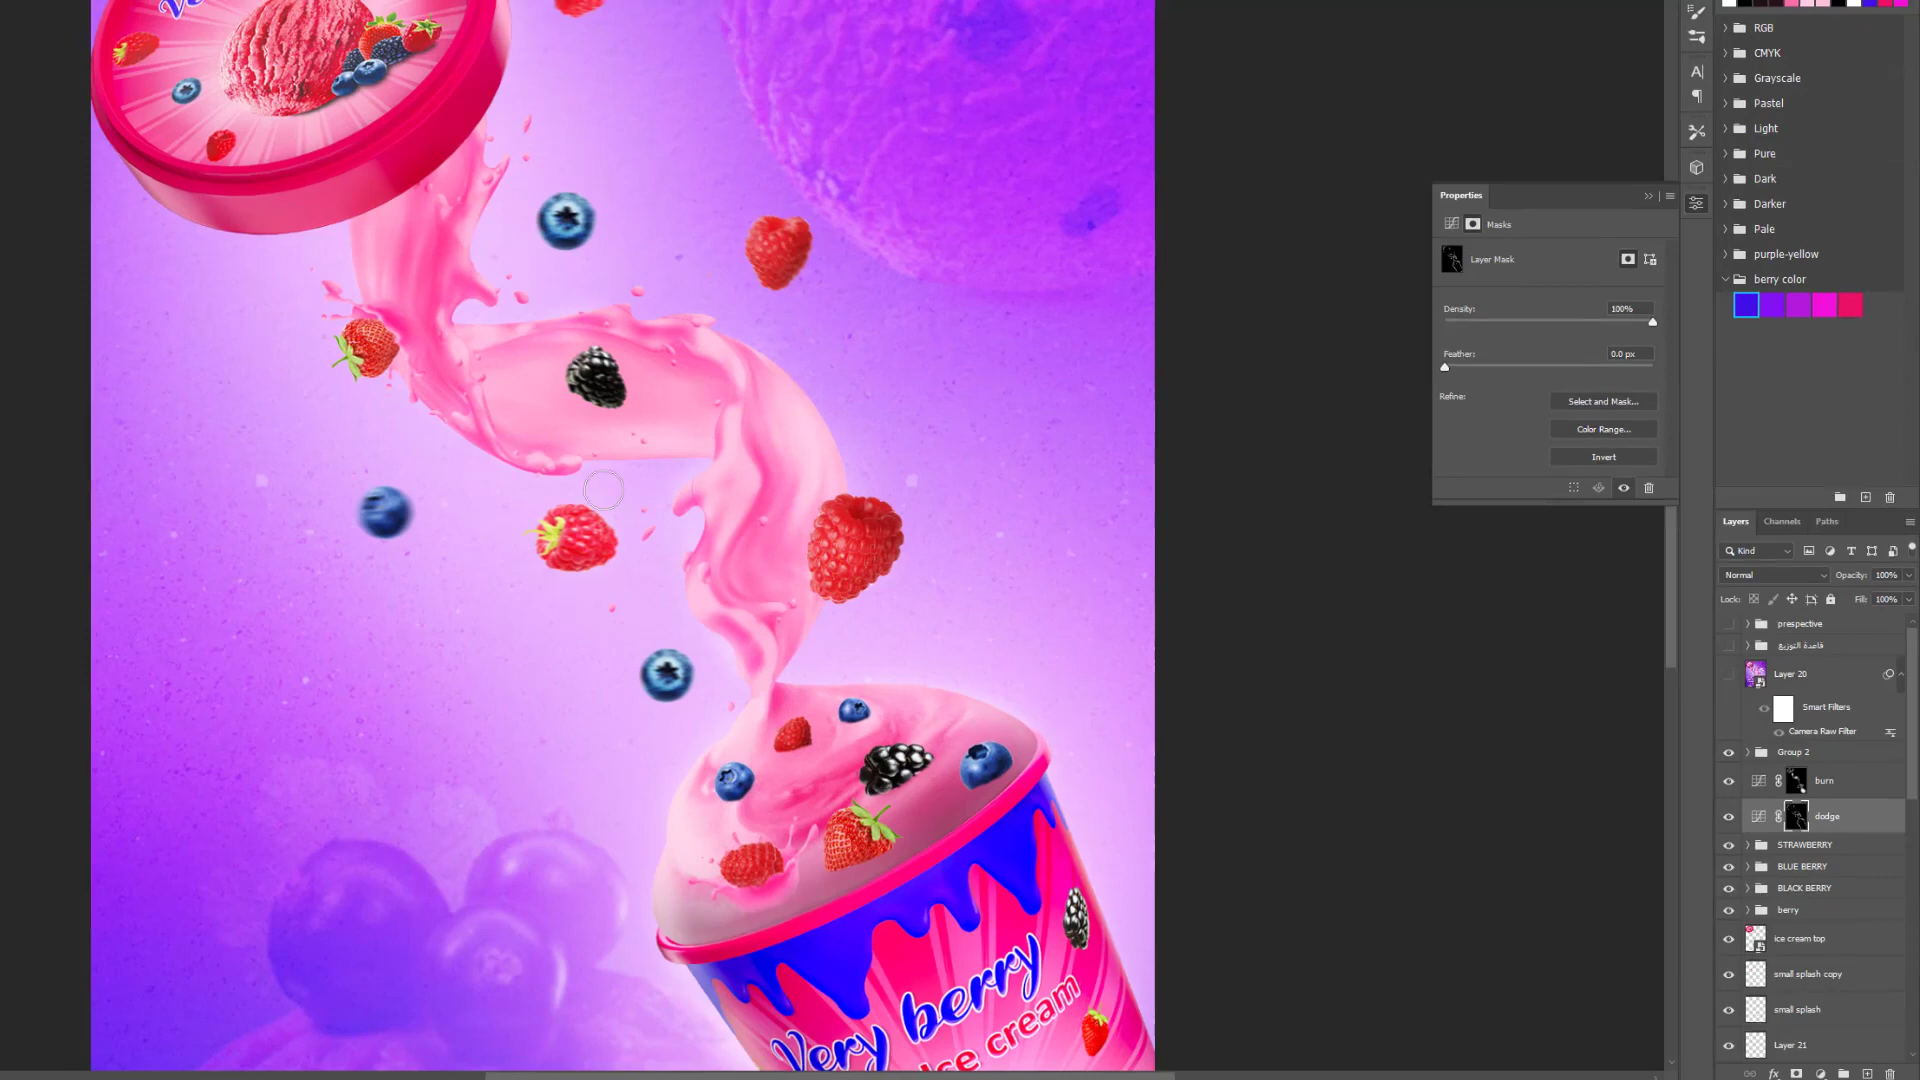 Ve
Very berry
Ice cream
RGB
CMYK
Grayscale
Pastel
Light
Pure
Dark
Darker
Pale
purple-yellow
berry color
Properties
Masks
Layer Mask
Density: 100%
Feather: 0.0 px
Refine:
Select and Mask...
Color Range...
Invert
Layers Channels Paths
Kind
Normal Opacity: 100%
Lock: Fill: 100%
prespective
قاعدة التوزيع
Layer 20
Smart Filters
Camera Raw Filter
Group 2
burn
dodge
STRAWBERRY
BLUE BERRY
BLACK BERRY
berry
ice cream top
small splash copy
small splash
Layer 21
fx